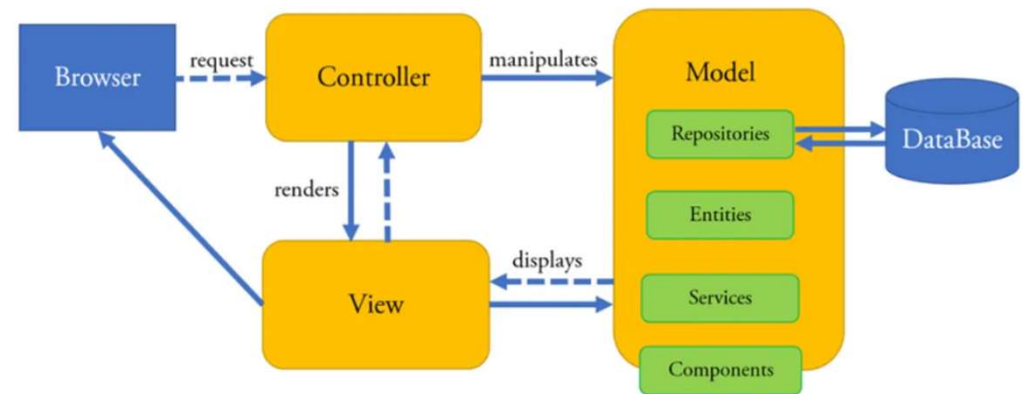 Browser
request
Controller
manipulates
Model
Repositories
DataBase
renders
Entities
displays
View
Services
Components